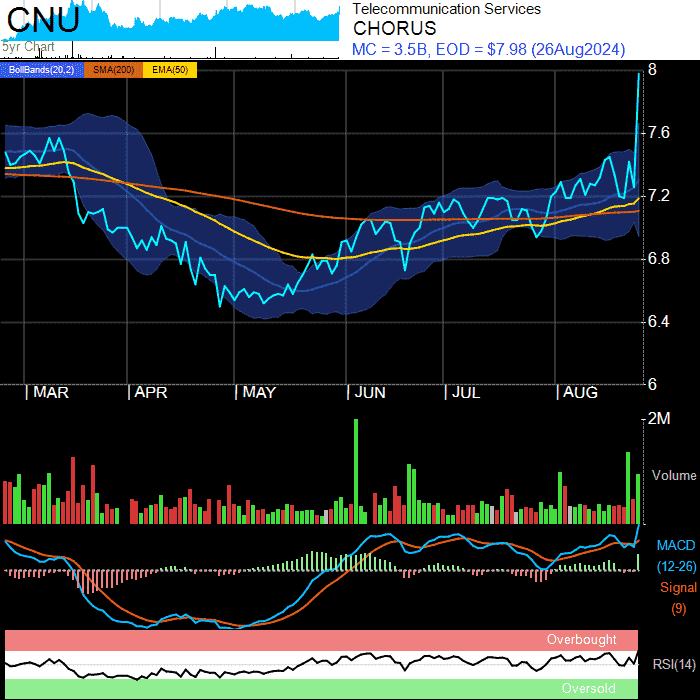 CNU
5yr Chart
Telecommunication Services
CHORUS
MC = 3.5B, EOD = $7.98 (26Aug2024)
BollBands(20,2) SMA(200) EMA(50)
8
7.6
7.2
6.8
6.4
6
MAR APR MAY JUN JUL AUG
2M
Volume
MACD
(12-26)
Signal
(9)
Overbought
RSI(14)
Oversold